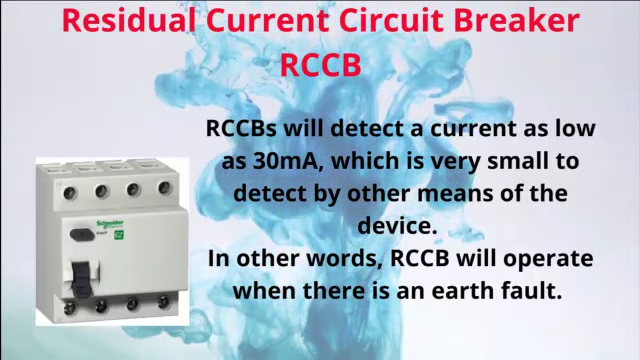 Residual Current Circuit Breaker
RCCB
RCCBs will detect a current as low
as 30mA, which is very small to
detect by other means of the
device.
In other words, RCCB will operate
when there is an earth fault.
Schneider